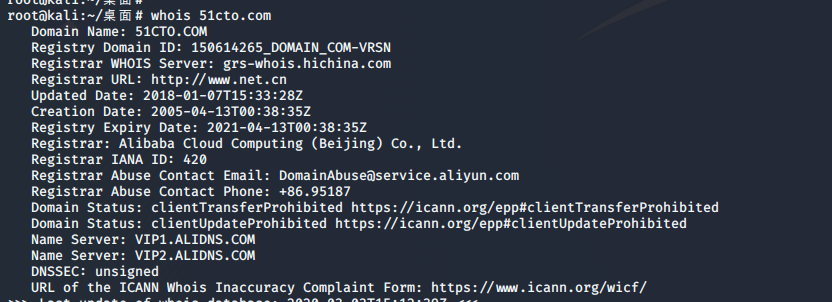 root@kali:~/桌面#
root@kali:~/桌面# whois 51cto.com
Domain Name: 51CTO.COM
Registry Domain ID: 150614265_DOMAIN_COM-VRSN
Registrar WHOIS Server: grs-whois.hichina.com
Registrar URL: http://www.net.cn
Updated Date: 2018-01-07T15:33:28Z
Creation Date: 2005-04-13T00:38:35Z
Registry Expiry Date: 2021-04-13T00:38:35Z
Registrar: Alibaba Cloud Computing (Beijing) Co., Ltd.
Registrar IANA ID: 420
Registrar Abuse Contact Email: DomainAbuse@service.aliyun.com
Registrar Abuse Contact Phone: +86.95187
Domain Status: clientTransferProhibited https://icann.org/epp#clientTransferProhibited
Domain Status: clientUpdateProhibited https://icann.org/epp#clientUpdateProhibited
Name Server: VIP1.ALIDNS.COM
Name Server: VIP2.ALIDNS.COM
DNSSEC: unsigned
URL of the ICANN Whois Inaccuracy Complaint Form: https://www.icann.org/wicf/
>>> Last update of whois database: <<<